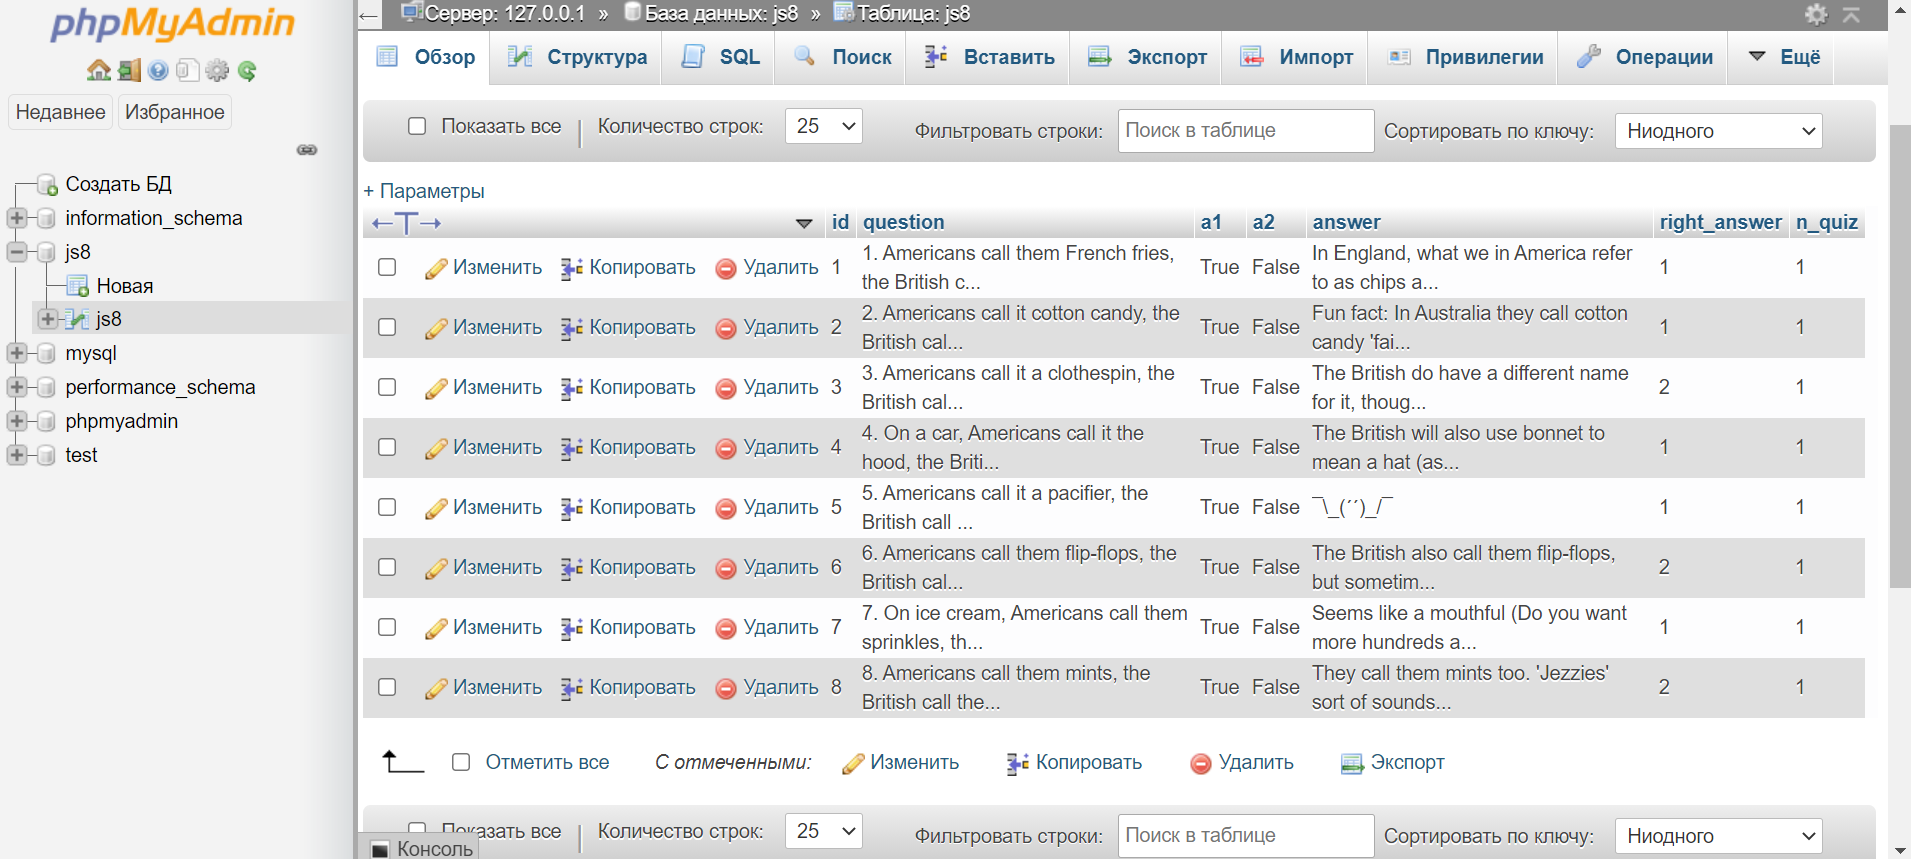 phpMyAdmin
Недавнее Избранное
Создать БД
information_schema
js8
Новая
js8
mysql
performance_schema
phpmyadmin
test
Сервер: 127.0.0.1 » База данных: js8 » Таблица: js8
Обзор Структура SQL Поиск Вставить Экспорт Импорт Привилегии Операции Ещё
Показать все Количество строк: 25 Фильтровать строки: Поиск в таблице Сортировать по ключу: Ниодного
+ Параметры
←T→ id question a1 a2 answer right_answer n_quiz
Изменить Копировать Удалить 1 1. Americans call them French fries, True False In England, what we in America refer 1 1
the British c... to as chips a...
Изменить Копировать Удалить 2 2. Americans call it cotton candy, the True False Fun fact: In Australia they call cotton 1 1
British cal... candy 'fai...
Изменить Копировать Удалить 3 3. Americans call it a clothespin, the True False The British do have a different name 2 1
British cal... for it, thoug...
Изменить Копировать Удалить 4 4. On a car, Americans call it the True False The British will also use bonnet to 1 1
hood, the Briti... mean a hat (as...
Изменить Копировать Удалить 5 5. Americans call it a pacifier, the True False ¯\_(´´)_/¯ 1 1
British call ...
Изменить Копировать Удалить 6 6. Americans call them flip-flops, the True False The British also call them flip-flops, 2 1
British cal... but sometim...
Изменить Копировать Удалить 7 7. On ice cream, Americans call them True False Seems like a mouthful (Do you want 1 1
sprinkles, th... more hundreds a...
Изменить Копировать Удалить 8 8. Americans call them mints, the True False They call them mints too. 'Jezzies' 2 1
British call the... sort of sounds...
Отметить все С отмеченными: Изменить Копировать Удалить Экспорт
Показать все Количество строк: 25 Фильтровать строки: Поиск в таблице Сортировать по ключу: Ниодного
Консоль